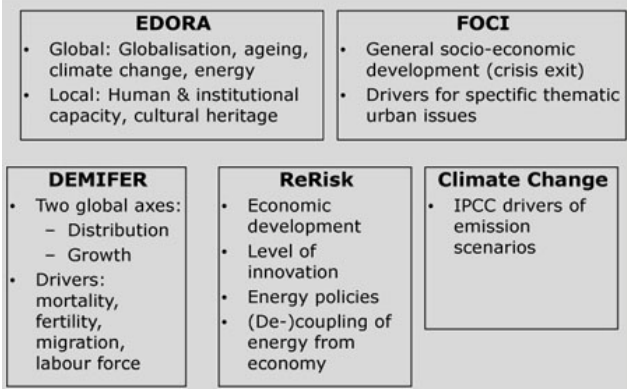 EDORA
• Global: Globalisation, ageing,
climate change, energy
• Local: Human & institutional
capacity, cultural heritage
FOCI
• General socio-economic
development (crisis exit)
• Drivers for spectific thematic
urban issues
DEMIFER
• Two global axes:
– Distribution
– Growth
• Drivers:
mortality,
fertility,
migration,
labour force
ReRisk
• Economic
development
• Level of
innovation
• Energy policies
• (De-)coupling of
energy from
economy
Climate Change
• IPCC drivers of
emission
scenarios